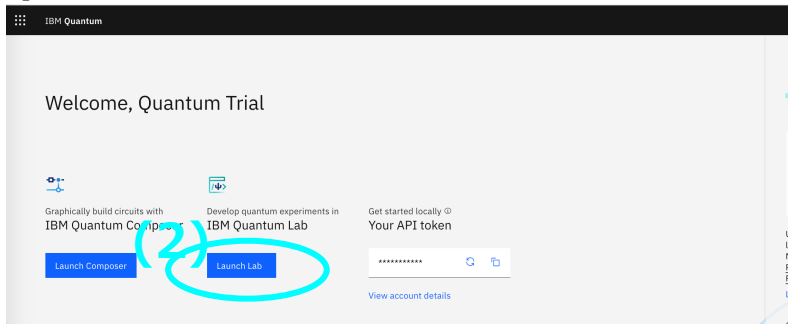 IBM Quantum
Welcome, Quantum Trial
|Ψ>
Graphically build circuits with
IBM Quantum Composer
Launch Composer
(2)
Develop quantum experiments in
IBM Quantum Lab
Launch Lab
Get started locally
Your API token
***********
View account details